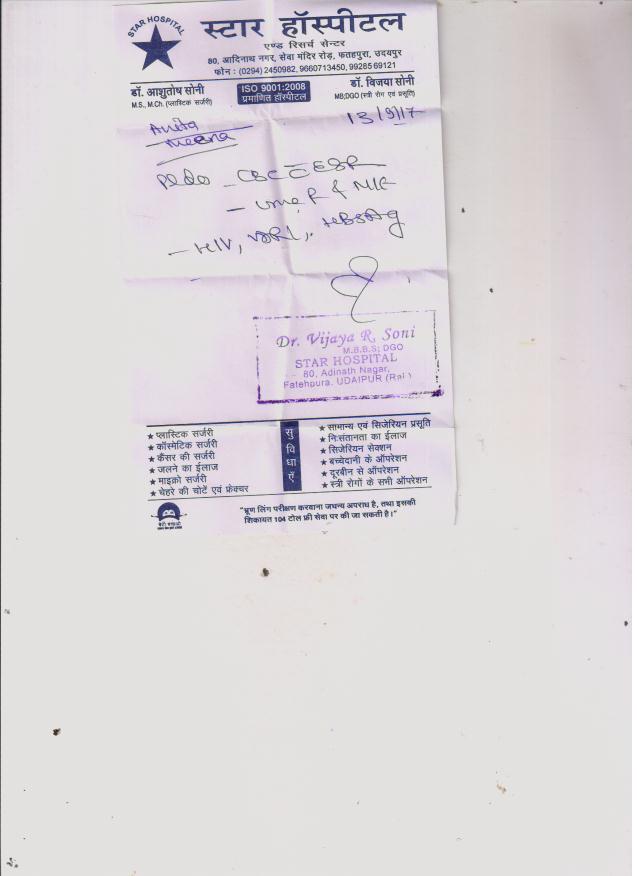 STAR HOSPITAL
स्टार हॉस्पीटल
एण्ड रिसर्च सेन्टर
80, आदिनाथ नगर, सेवा मंदिर रोड़, फतहपुरा, उदयपुर
फोन : (0294) 2450982, 9660713450, 9928569121
डॉ. आशुतोष सोनी
M.S., M.Ch. (प्लास्टिक सर्जरी)
ISO 9001:2008
प्रमाणित हॉस्पीटल
डॉ. विजया सोनी
MB;DGO (स्त्री रोग एवं प्रसूति)
13/9/17
Anita
Meena
- CBC c̄ ESR
- Urine R & M/E
- HIV, VDRL, HBsAg
Dr. Vijaya R. Soni
M.B.B.S; DGO
STAR HOSPITAL
80, Adinath Nagar,
Fatehpura, UDAIPUR (Raj.)
★ प्लास्टिक सर्जरी
★ कॉस्मेटिक सर्जरी
★ कैंसर की सर्जरी
★ जलने का ईलाज
★ माइक्रो सर्जरी
★ चेहरे की चोटें एवं फ्रेक्चर
सुविधाएं
★ सामान्य एवं सिजेरियन प्रसूति
★ निःसंतानता का ईलाज
★ सिजेरियन सेक्शन
★ बच्चेदानी के ऑपरेशन
★ दूरबीन से ऑपरेशन
★ स्त्री रोगों के सभी ऑपरेशन
बेटी बचाओ
"भ्रूण लिंग परीक्षण करवाना जघन्य अपराध है, तथा इसकी
शिकायत 104 टोल फ्री सेवा पर की जा सकती है।"